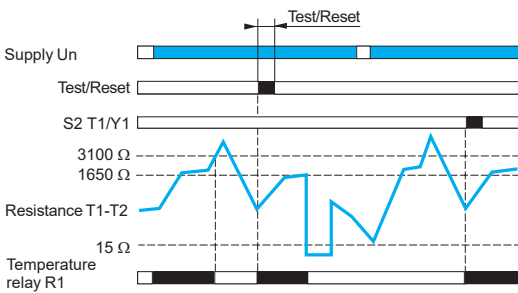 Test/Reset
Supply Un
Test/Reset
S2 T1/Y1
3100 Ω
1650 Ω
Resistance T1-T2
15 Ω
Temperature
relay R1